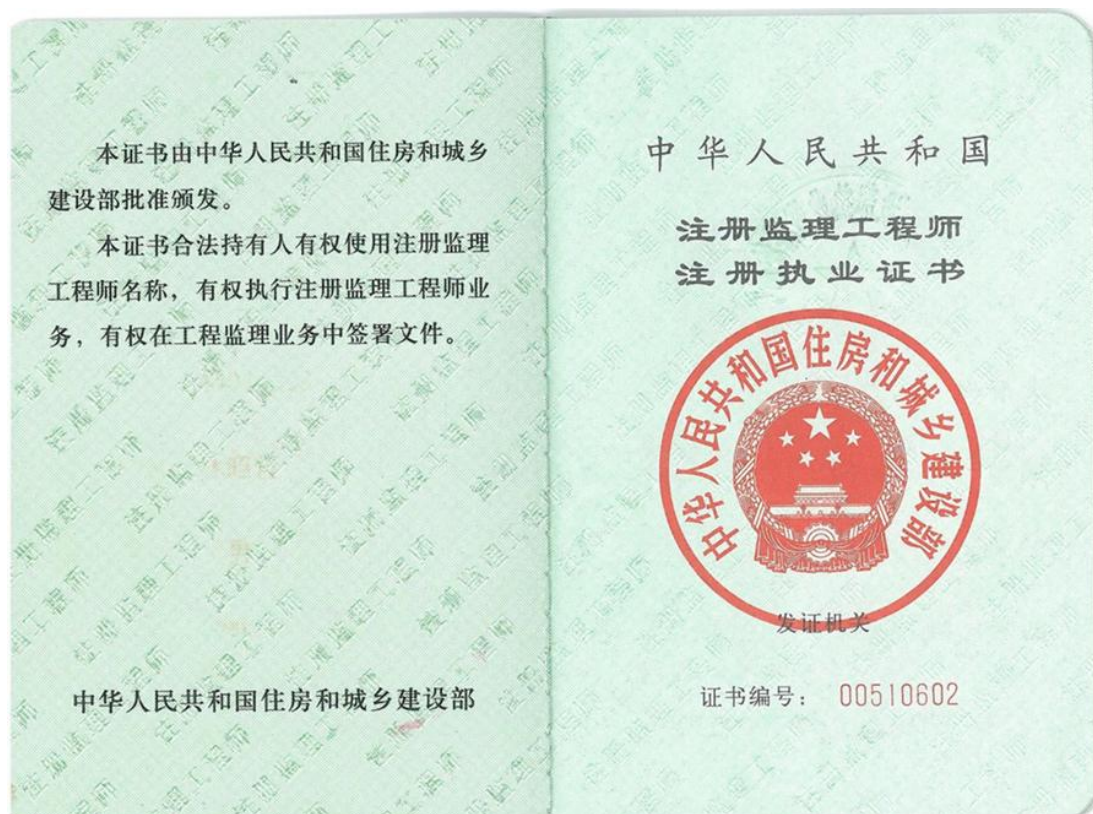 本证书由中华人民共和国住房和城乡
建设部批准颁发。
本证书合法持有人有权使用注册监理
工程师名称，有权执行注册监理工程师业
务，有权在工程监理业务中签署文件。
中华人民共和国住房和城乡建设部
中华人民共和国
注册监理工程师
注册执业证书
中华人民共和国住房和城乡建设部
发证机关
证书编号：00510602